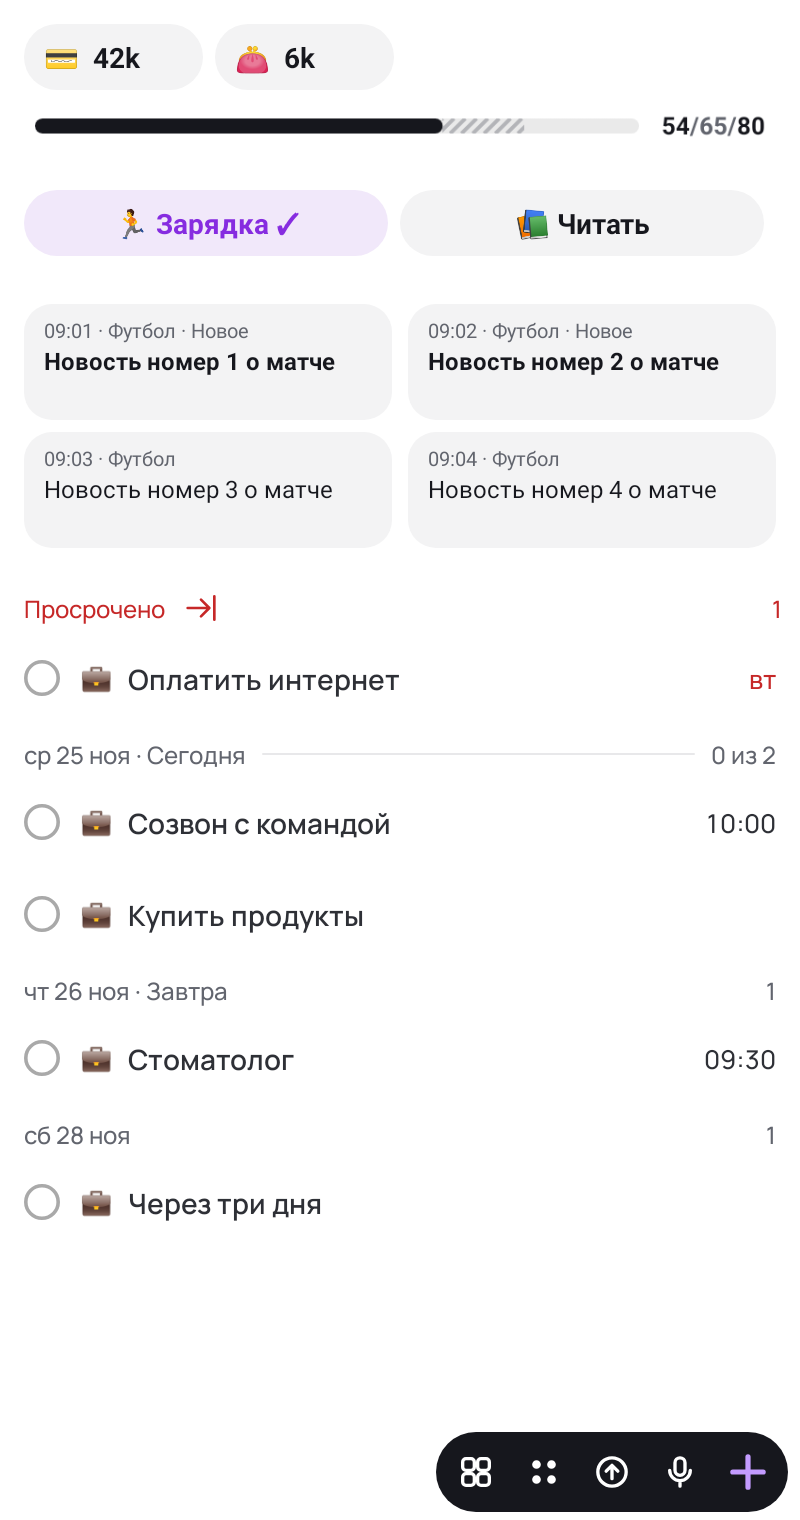 42k 6k
54/65/80
Зарядка ✓ Читать
09:01 · Футбол · Новое
Новость номер 1 о матче
09:02 · Футбол · Новое
Новость номер 2 о матче
09:03 · Футбол
Новость номер 3 о матче
09:04 · Футбол
Новость номер 4 о матче
Просрочено 1
Оплатить интернет вт
ср 25 ноя · Сегодня 0 из 2
Созвон с командой 10:00
Купить продукты
чт 26 ноя · Завтра 1
Стоматолог 09:30
сб 28 ноя 1
Через три дня